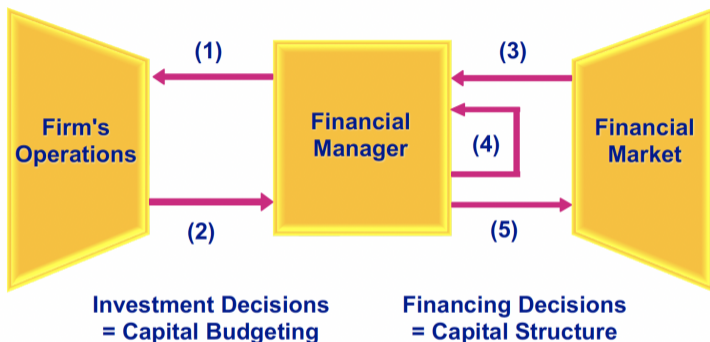 (1)
(3)
Firm's
Operations
Financial
Manager
(4)
Financial
Market
(2)
(5)
Investment Decisions
= Capital Budgeting
Financing Decisions
= Capital Structure